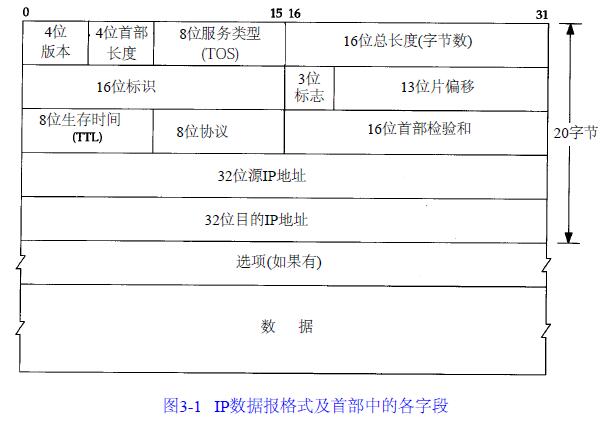 0 15 16 31
4位 4位首部 8位服务类型 16位总长度(字节数)
版本 长度 (TOS)
16位标识 3位 13位片偏移
标志
8位生存时间 8位协议 16位首部检验和
(TTL)
20字节
32位源IP地址
32位目的IP地址
选项(如果有)
数 据
图3-1 IP数据报格式及首部中的各字段